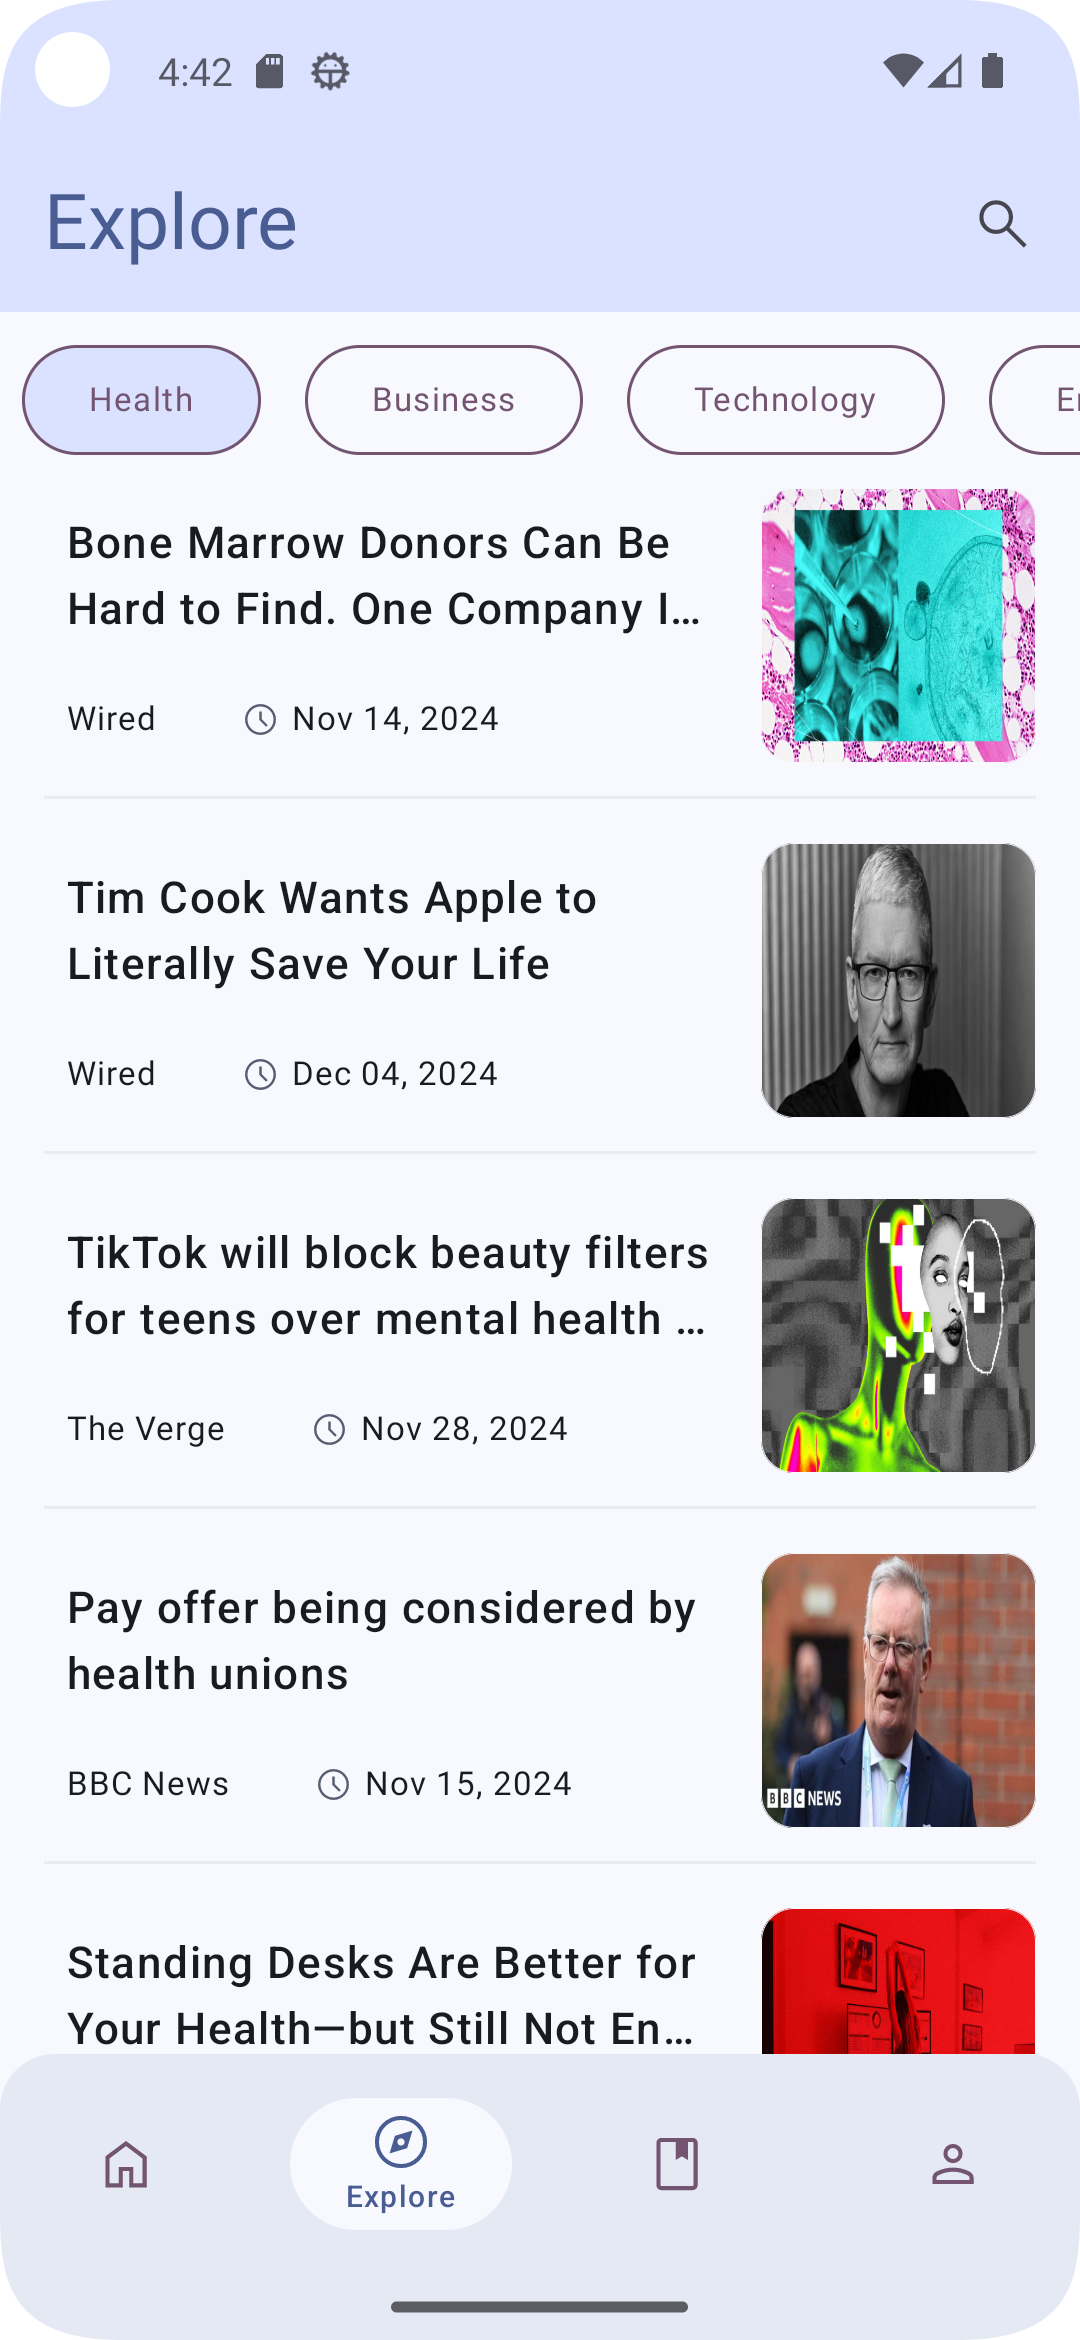 4:42
Explore
Health
Business
Technology
Bone Marrow Donors Can Be
Hard to Find. One Company I…
Wired
Nov 14, 2024
Tim Cook Wants Apple to
Literally Save Your Life
Wired
Dec 04, 2024
TikTok will block beauty filters
for teens over mental health …
The Verge
Nov 28, 2024
Pay offer being considered by
health unions
BBC News
Nov 15, 2024
BBC NEWS
Standing Desks Are Better for
Your Health—but Still Not En…
Explore